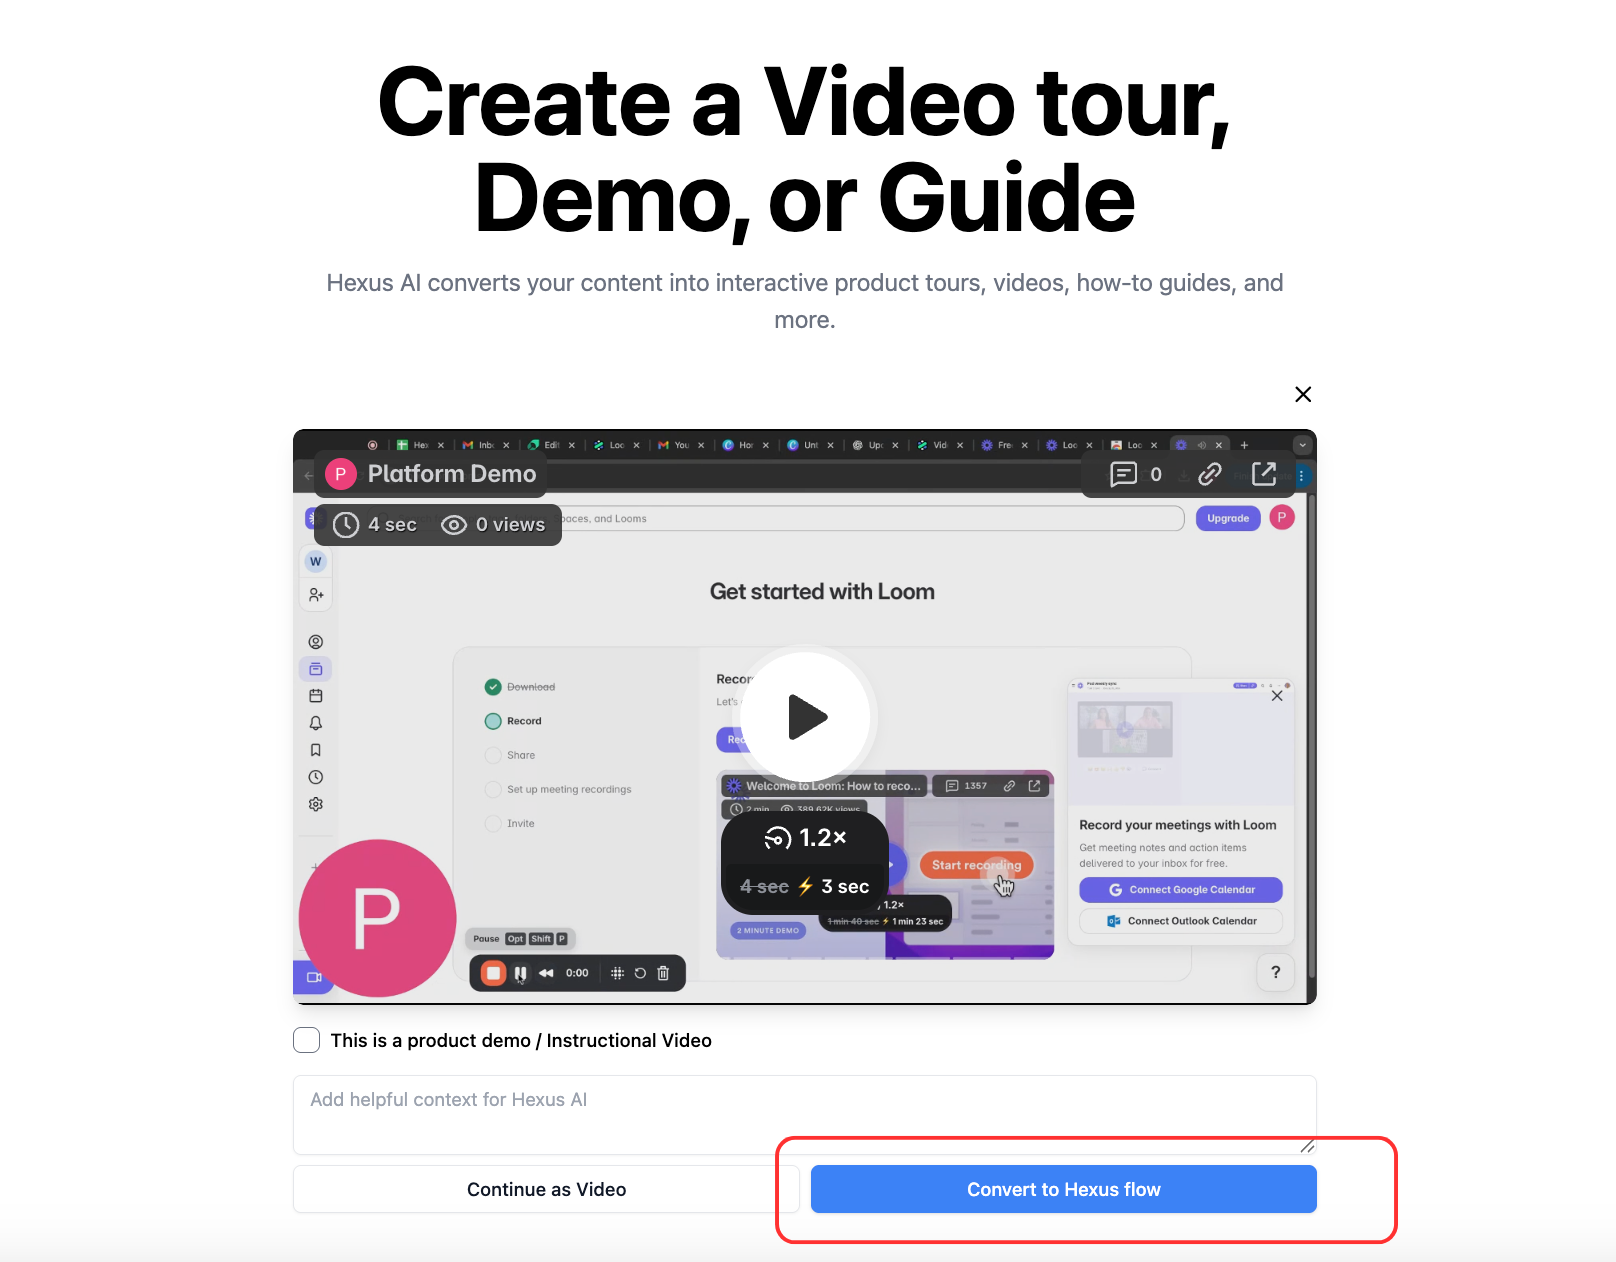 Create a Video tour,
Demo, or Guide
Hexus AI converts your content into interactive product tours, videos, how-to guides, and
more.
Hex
Inb
Edit
Loc
You
Hor
Unt
Upc
Vid
Free
Loc
Loc
P Platform Demo
0
4 sec 0 views
paces, and Looms
Upgrade
P
W
Get started with Loom
Download
Record
Share
Set up meeting recordings
Invite
Recor
Let's
Rec
Welcome to Loom: How to reco...
1357
2 min 389.62K views
1.2×
4 sec ⚡ 3 sec
Start recording
1.2×
1 min 40 sec ⚡ 1 min 23 sec
2 MINUTE DEMO
Record your meetings with Loom
Get meeting notes and action items
delivered to your inbox for free.
Connect Google Calendar
Connect Outlook Calendar
?
P
Pause Opt Shift P
0:00
This is a product demo / Instructional Video
Add helpful context for Hexus AI
Continue as Video
Convert to Hexus flow